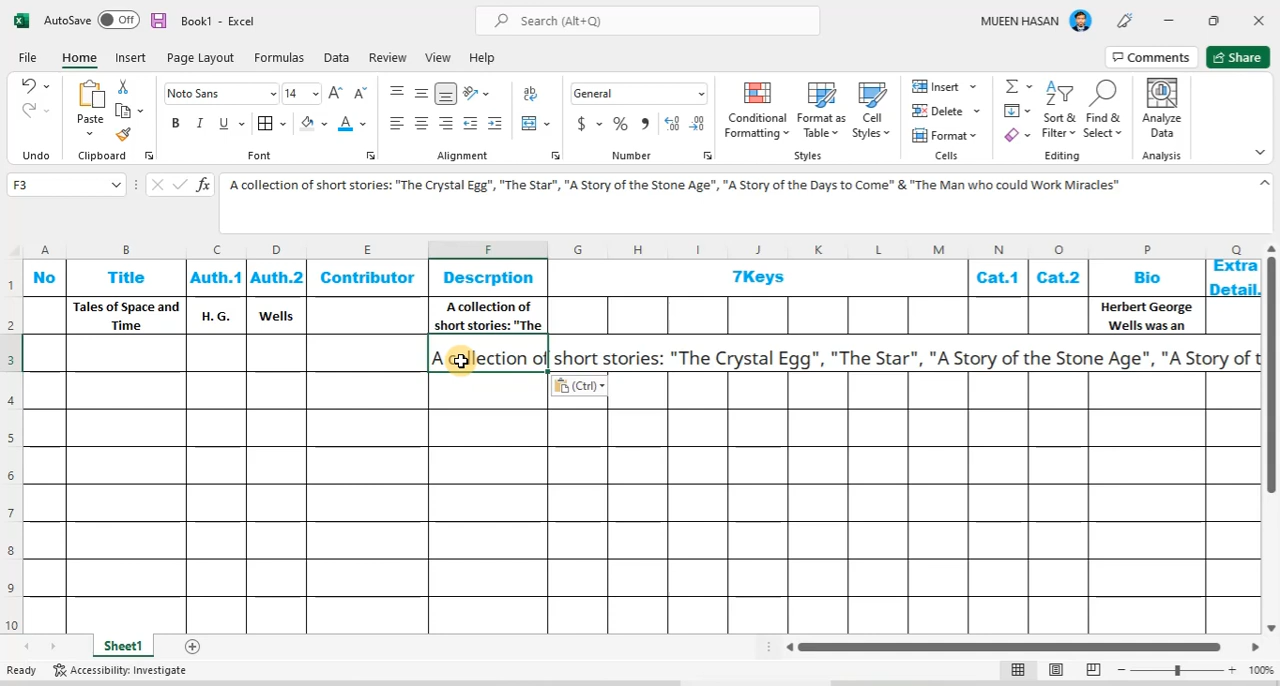 AutoSave Off Book1 - Excel Search (Alt+Q) MUEEN HASAN
File Home Insert Page Layout Formulas Data Review View Help Comments Share
Paste
Noto Sans 14
B I U
General
$ % ,
Conditional Formatting
Format as Table
Cell Styles
Insert
Delete
Format
Sort & Filter
Find & Select
Analyze Data
Undo Clipboard Font Alignment Number Styles Cells Editing Analysis
F3 fx A collection of short stories: "The Crystal Egg", "The Star", "A Story of the Stone Age", "A Story of the Days to Come" & "The Man who could Work Miracles"
A B C D E F G H I J K L M N O P Q
1 No Title Auth.1 Auth.2 Contributor Descrption 7Keys Cat.1 Cat.2 Bio Extra Detail.
2 Tales of Space and Time H. G. Wells A collection of short stories: "The Herbert George Wells was an
3 A collection of short stories: "The Crystal Egg", "The Star", "A Story of the Stone Age", "A Story of t
(Ctrl)
4
5
6
7
8
9
10
Sheet1
Ready Accessibility: Investigate 100%